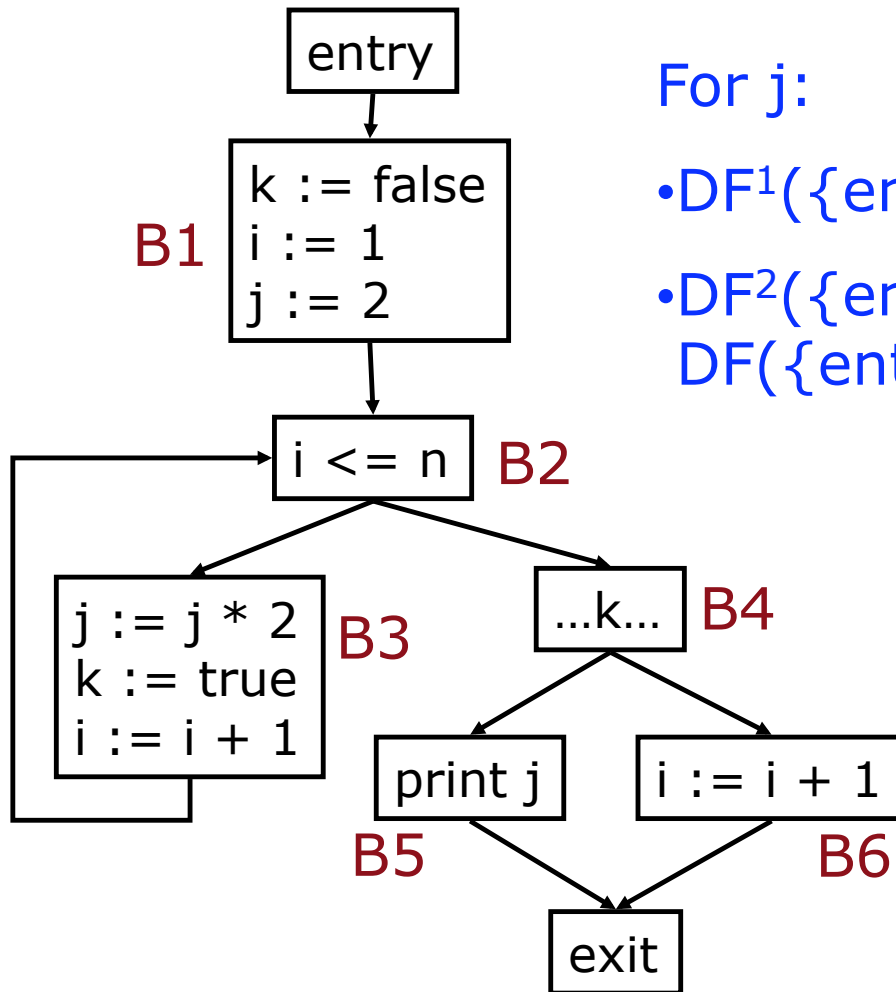 entry
For j:
k := false
i := 1
j := 2
B1
•DF¹({en
•DF²({en
DF({ent
i <= n
B2
j := j * 2
k := true
i := i + 1
B3
...k...
B4
print j
B5
i := i + 1
B6
exit